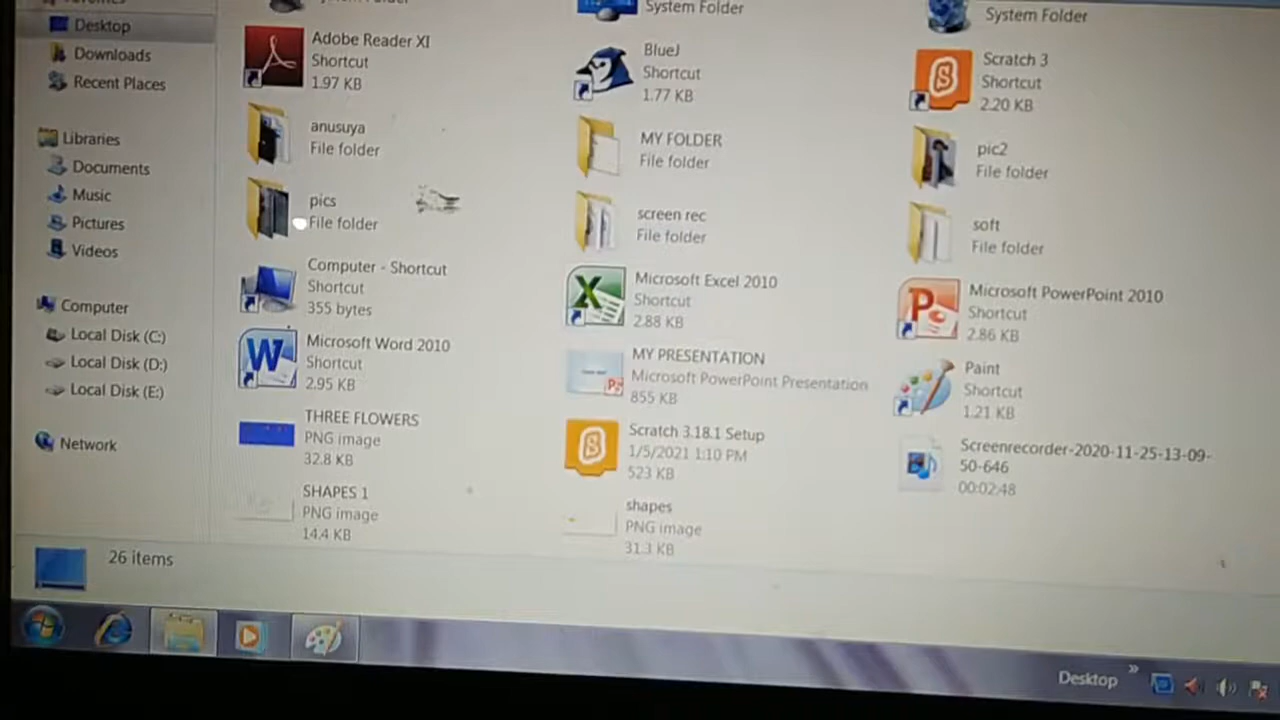 Desktop
Downloads
Recent Places
Libraries
Documents
Music
Pictures
Videos
Computer
Local Disk (C:)
Local Disk (D:)
Local Disk (E:)
Network
System Folder
System Folder
Adobe Reader XI
Shortcut
1.97 KB
BlueJ
Shortcut
1.77 KB
Scratch 3
Shortcut
2.20 KB
anusuya
File folder
MY FOLDER
File folder
pic2
File folder
pics
File folder
screen rec
File folder
soft
File folder
Computer - Shortcut
Shortcut
355 bytes
Microsoft Excel 2010
Shortcut
2.88 KB
Microsoft PowerPoint 2010
Shortcut
2.86 KB
Microsoft Word 2010
Shortcut
2.95 KB
MY PRESENTATION
Microsoft PowerPoint Presentation
855 KB
Paint
Shortcut
1.21 KB
THREE FLOWERS
PNG image
32.8 KB
Scratch 3.18.1 Setup
1/5/2021 1:10 PM
523 KB
Screenrecorder-2020-11-25-13-09-
50-646
00:02:48
SHAPES 1
PNG image
14.4 KB
shapes
PNG image
31.3 KB
26 items
Desktop